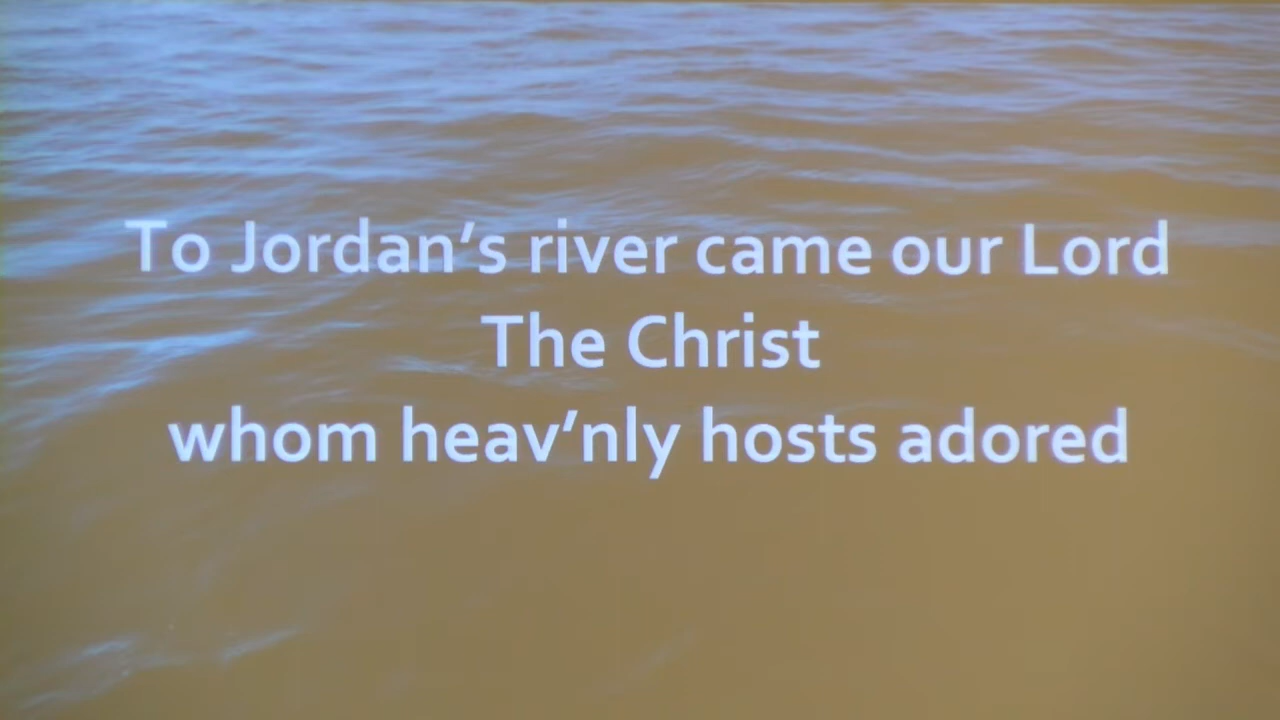 To Jordan’s river came our Lord
The Christ
whom heav’nly hosts adored